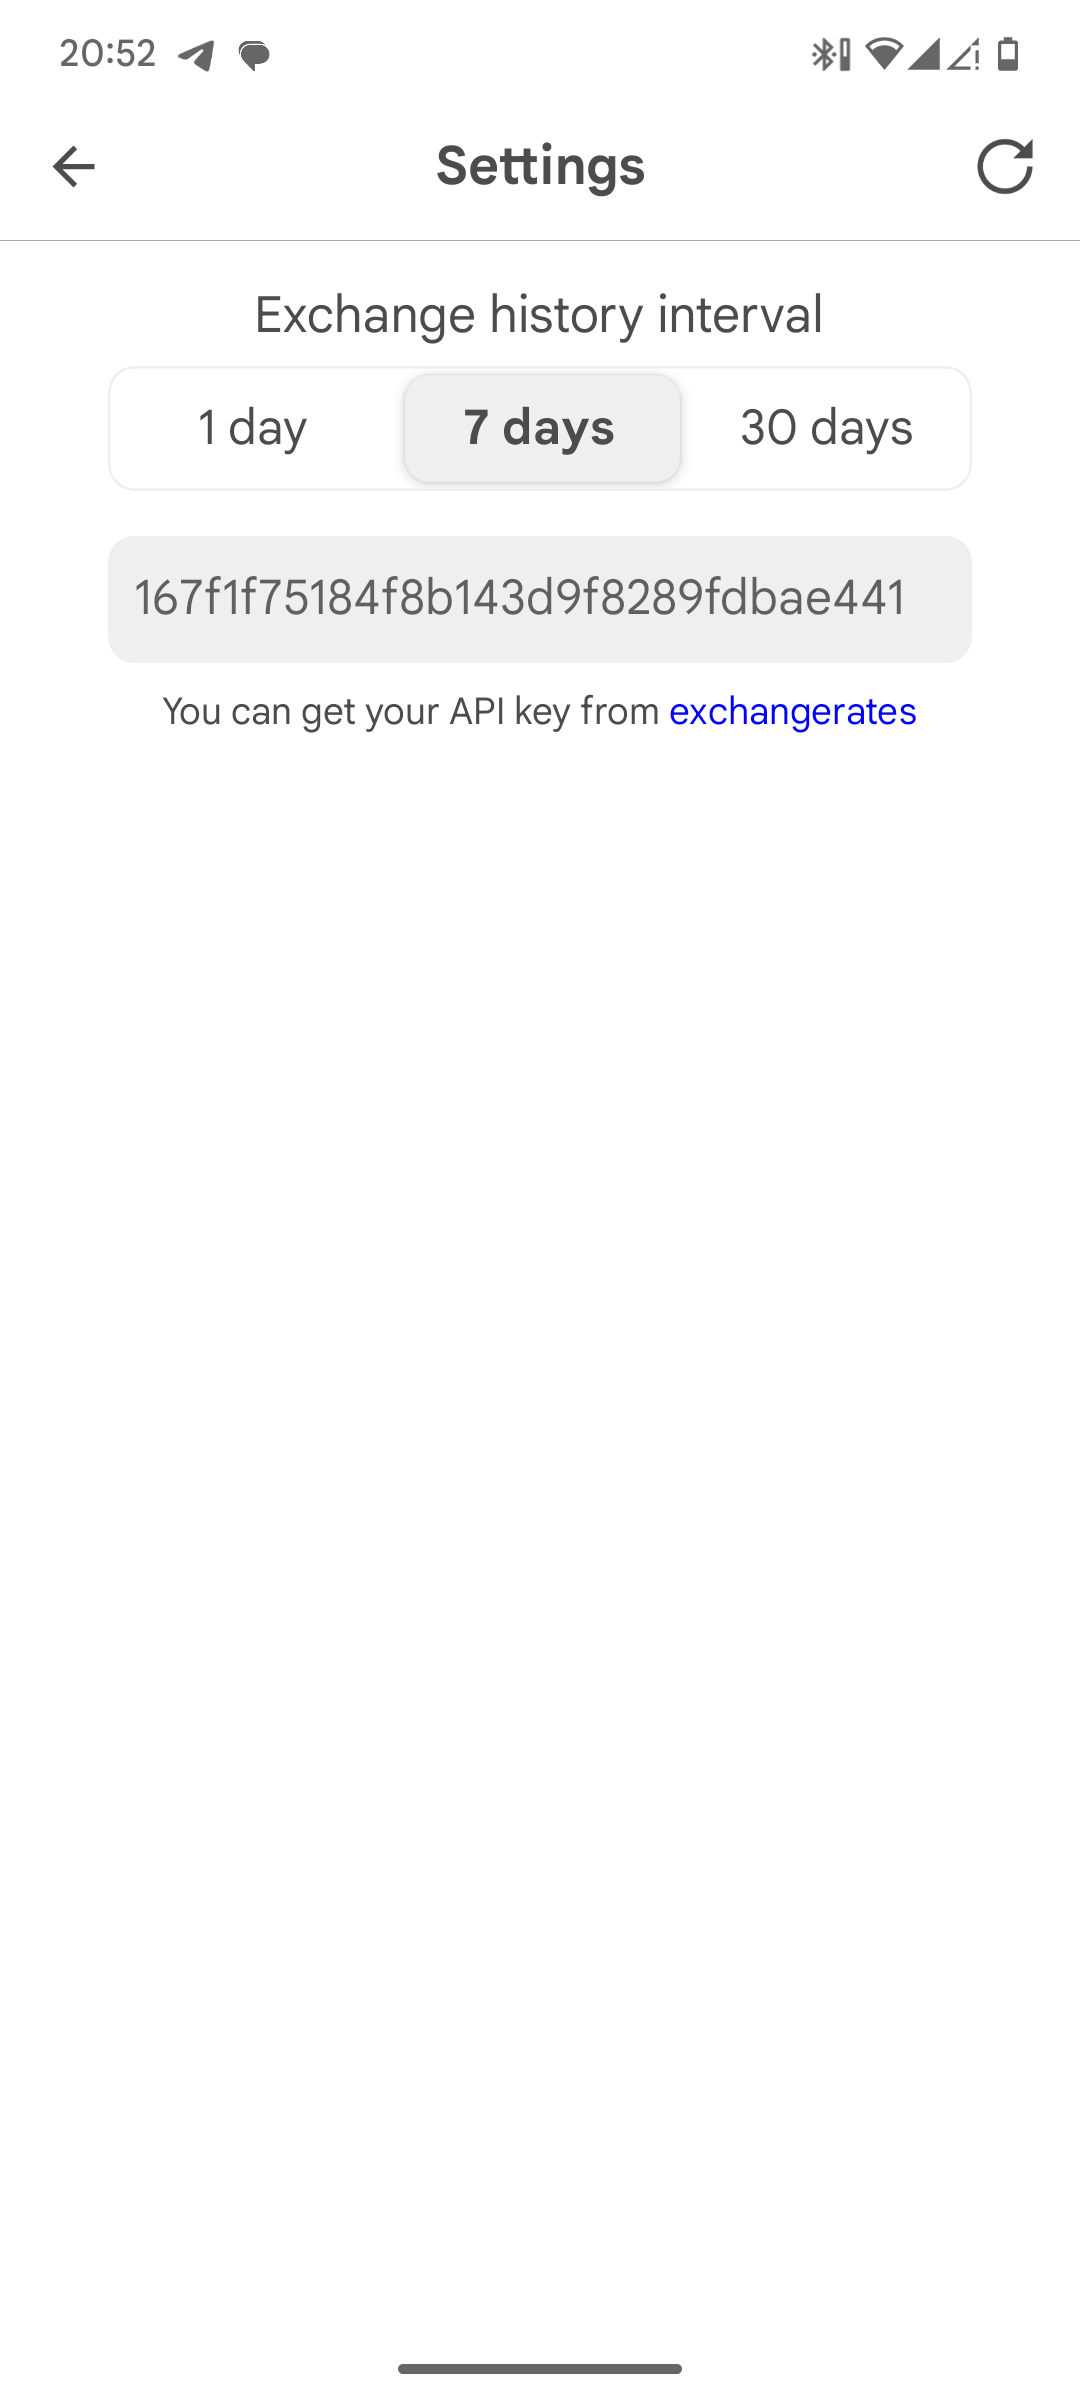 20:52
Settings
Exchange history interval
1 day 7 days 30 days
167f1f75184f8b143d9f8289fdbae441
You can get your API key from exchangerates